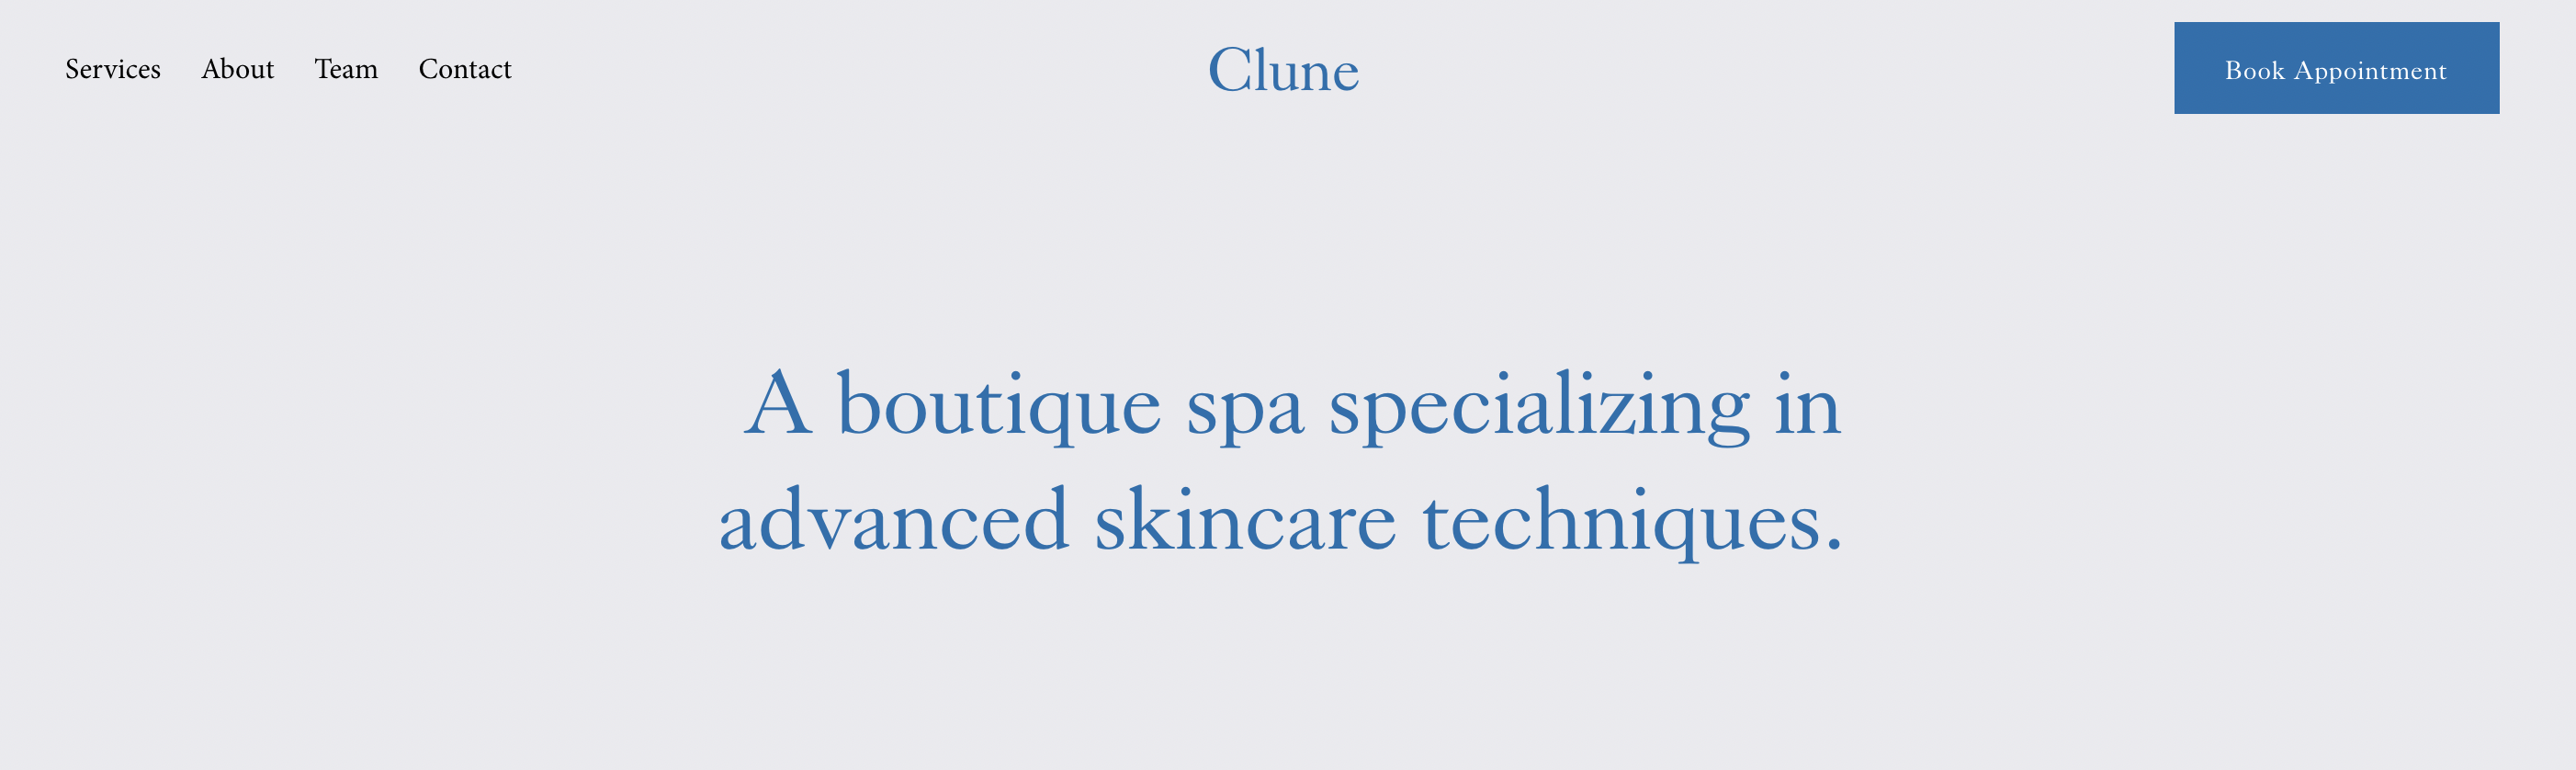 Services About Team Contact Clune Book Appointment
A boutique spa specializing in
advanced skincare techniques.